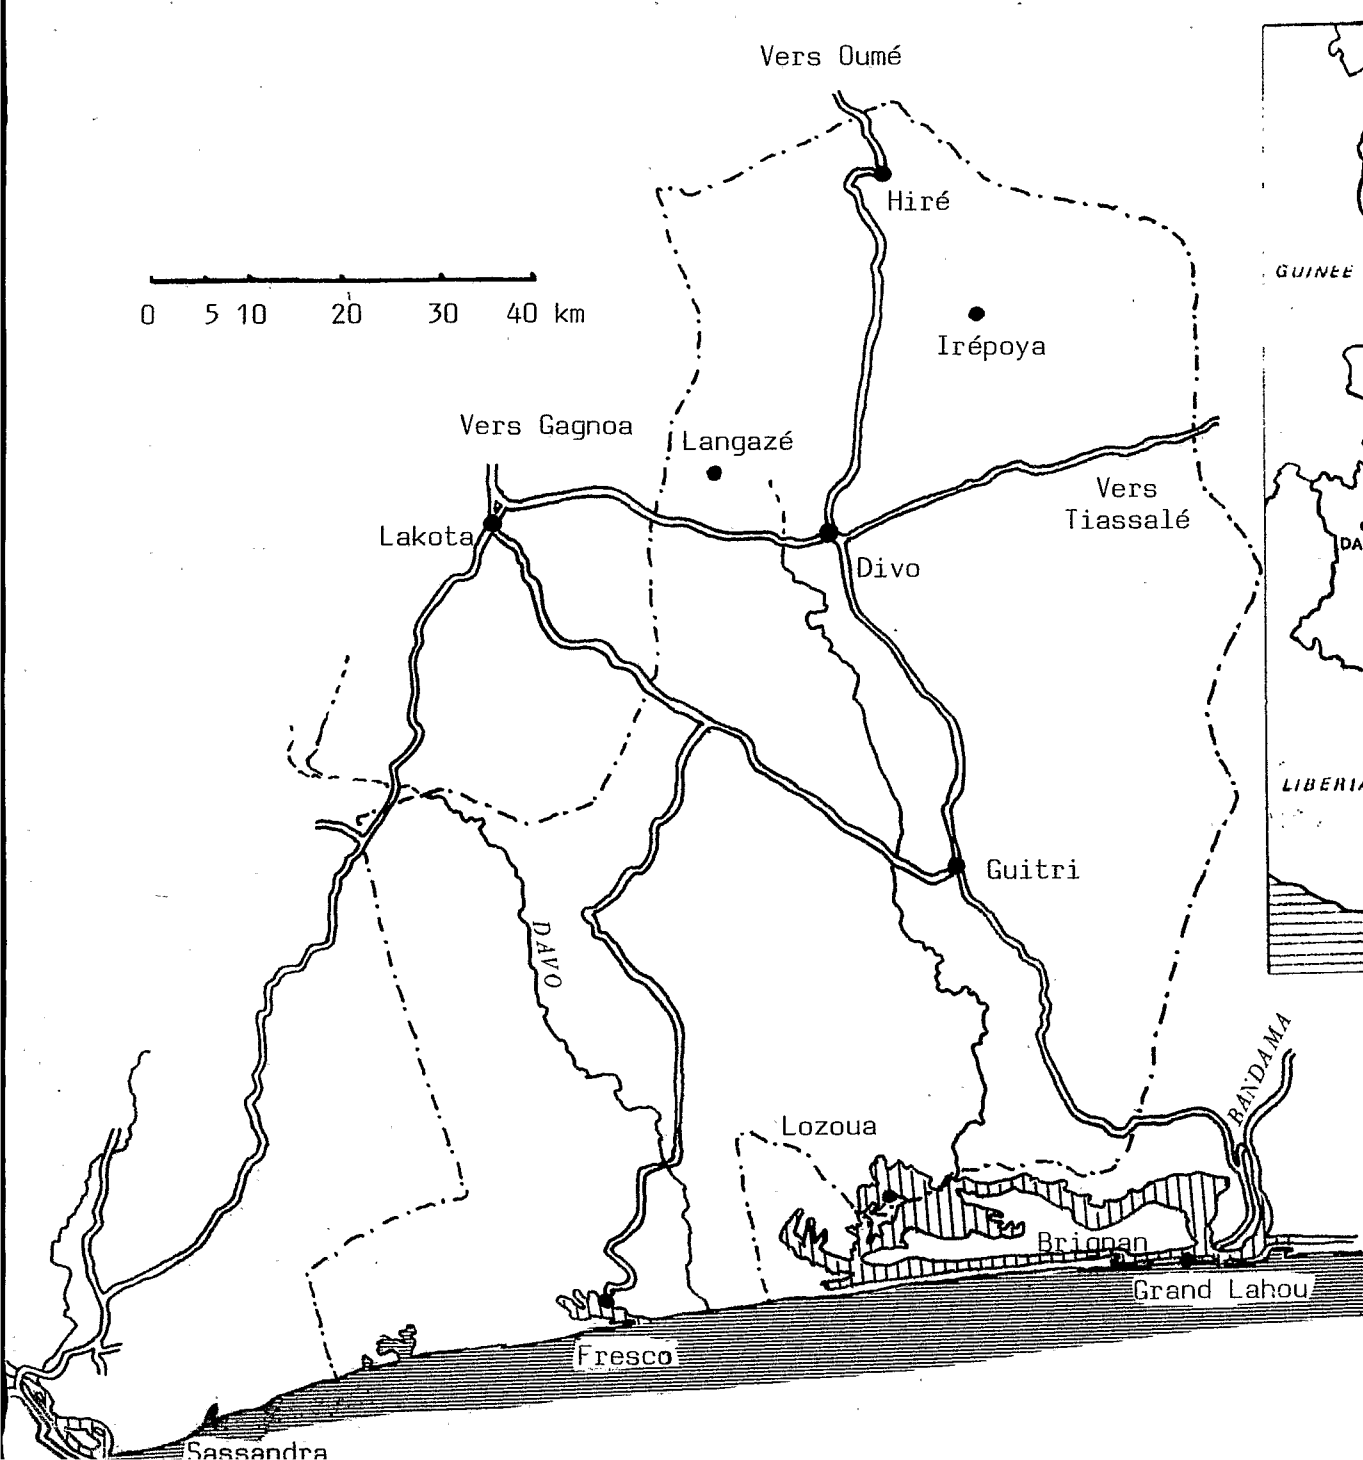 Vers Oumé
Hiré
GUINEE
0 5 10 20 30 40 km
Irépoya
Vers Gagnoa
Langazé
Vers
Tiassalé
Lakota
DA
Divo
LIBERIA
Guitri
DAVO
BANDAMA
Lozoua
Brignan
Grand Lahou
Fresco
Sassandra